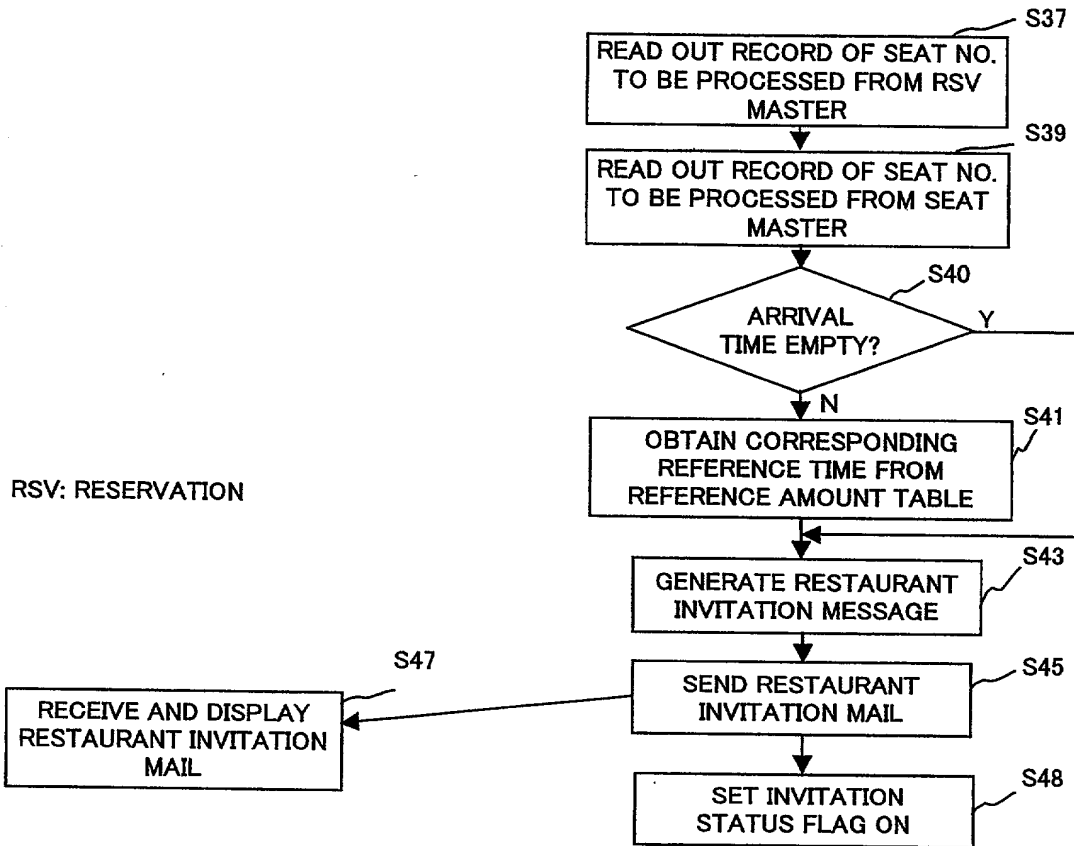 S37
READ OUT RECORD OF SEAT NO.
TO BE PROCESSED FROM RSV
MASTER
S39
READ OUT RECORD OF SEAT NO.
TO BE PROCESSED FROM SEAT
MASTER
S40
ARRIVAL
TIME EMPTY?
Y
N
S41
OBTAIN CORRESPONDING
REFERENCE TIME FROM
REFERENCE AMOUNT TABLE
RSV: RESERVATION
S43
GENERATE RESTAURANT
INVITATION MESSAGE
S45
SEND RESTAURANT
INVITATION MAIL
S47
RECEIVE AND DISPLAY
RESTAURANT INVITATION
MAIL
S48
SET INVITATION
STATUS FLAG ON